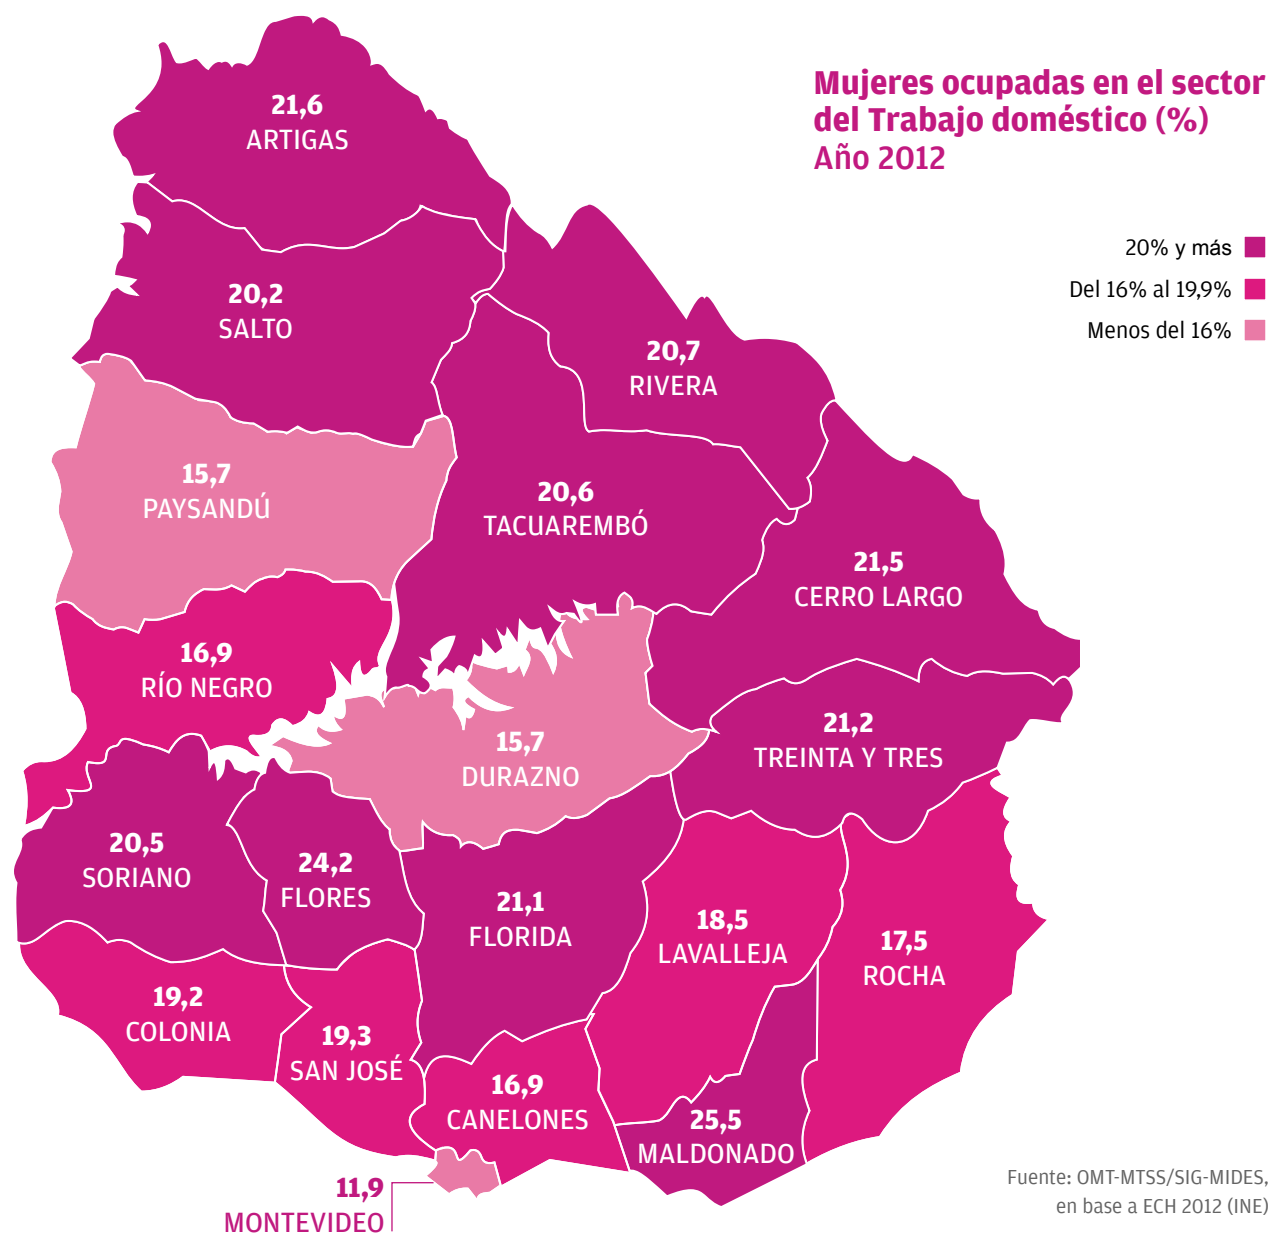 Mujeres ocupadas en el sector
del Trabajo doméstico (%)
Año 2012
20% y más
Del 16% al 19,9%
Menos del 16%
21,6
ARTIGAS
20,2
SALTO
20,7
RIVERA
15,7
PAYSANDÚ
20,6
TACUAREMBÓ
21,5
CERRO LARGO
16,9
RÍO NEGRO
15,7
DURAZNO
21,2
TREINTA Y TRES
20,5
SORIANO
24,2
FLORES
21,1
FLORIDA
18,5
LAVALLEJA
17,5
ROCHA
19,2
COLONIA
19,3
SAN JOSÉ
16,9
CANELONES
25,5
MALDONADO
11,9
MONTEVIDEO
Fuente: OMT-MTSS/SIG-MIDES,
en base a ECH 2012 (INE)